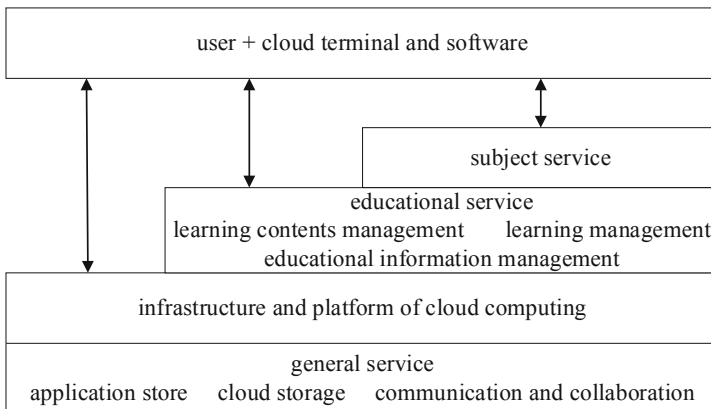 user + cloud terminal and software
subject service
educational service
learning contents management learning management
educational information management
infrastructure and platform of cloud computing
general service
application store cloud storage communication and collaboration